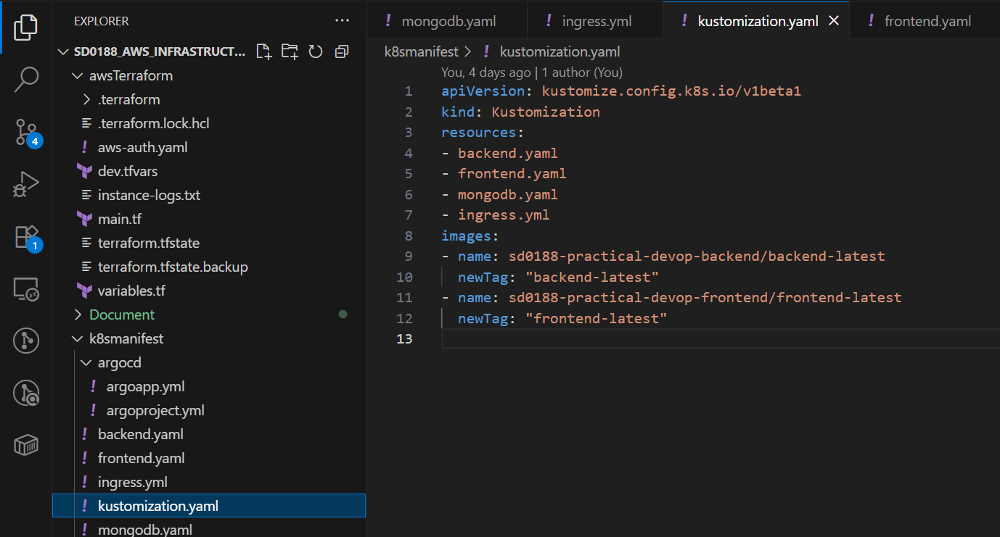 EXPLORER
SD0188_AWS_INFRASTRUCT...
awsTerraform
.terraform
.terraform.lock.hcl
aws-auth.yaml
dev.tfvars
instance-logs.txt
main.tf
terraform.tfstate
terraform.tfstate.backup
variables.tf
Document
k8smanifest
argocd
argoapp.yml
argoproject.yml
backend.yaml
frontend.yaml
ingress.yml
kustomization.yaml
mongodb.yaml
4
1
mongodb.yaml
ingress.yml
kustomization.yaml
frontend.yaml
k8smanifest > ! kustomization.yaml
You, 4 days ago | 1 author (You)
1 apiVersion: kustomize.config.k8s.io/v1beta1
2 kind: Kustomization
3 resources:
4 - backend.yaml
5 - frontend.yaml
6 - mongodb.yaml
7 - ingress.yml
8 images:
9 - name: sd0188-practical-devop-backend/backend-latest
10 newTag: "backend-latest"
11 - name: sd0188-practical-devop-frontend/frontend-latest
12 newTag: "frontend-latest"
13